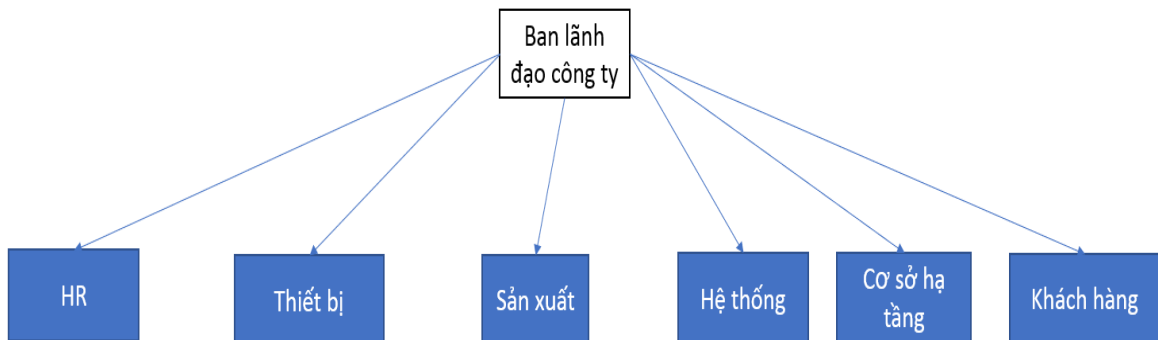 Ban lãnh
đạo công ty
HR
Thiết bị
Sản xuất
Hệ thống
Cơ sở hạ
tầng
Khách hàng